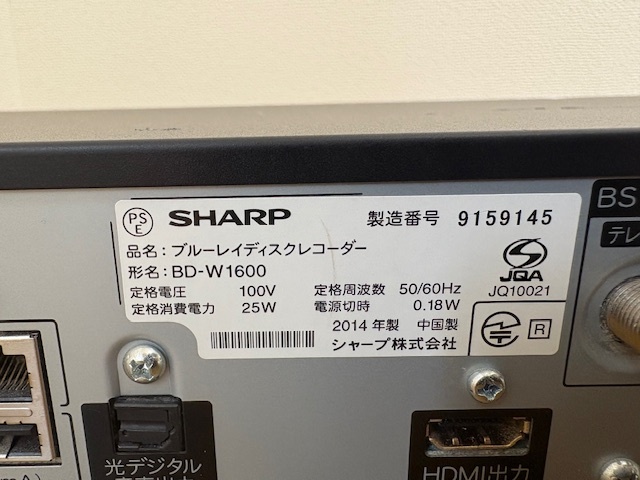 PS
E
SHARP
製造番号 9159145
品名：ブルーレイディスクレコーダー
形名：BD-W1600
定格電圧 100V 定格周波数 50/60Hz
定格消費電力 25W 電源切時 0.18W
2014 年製 中国製
シャープ株式会社
JQA
JQ10021
R
BS
テレ
光デジタル
HDMI出力